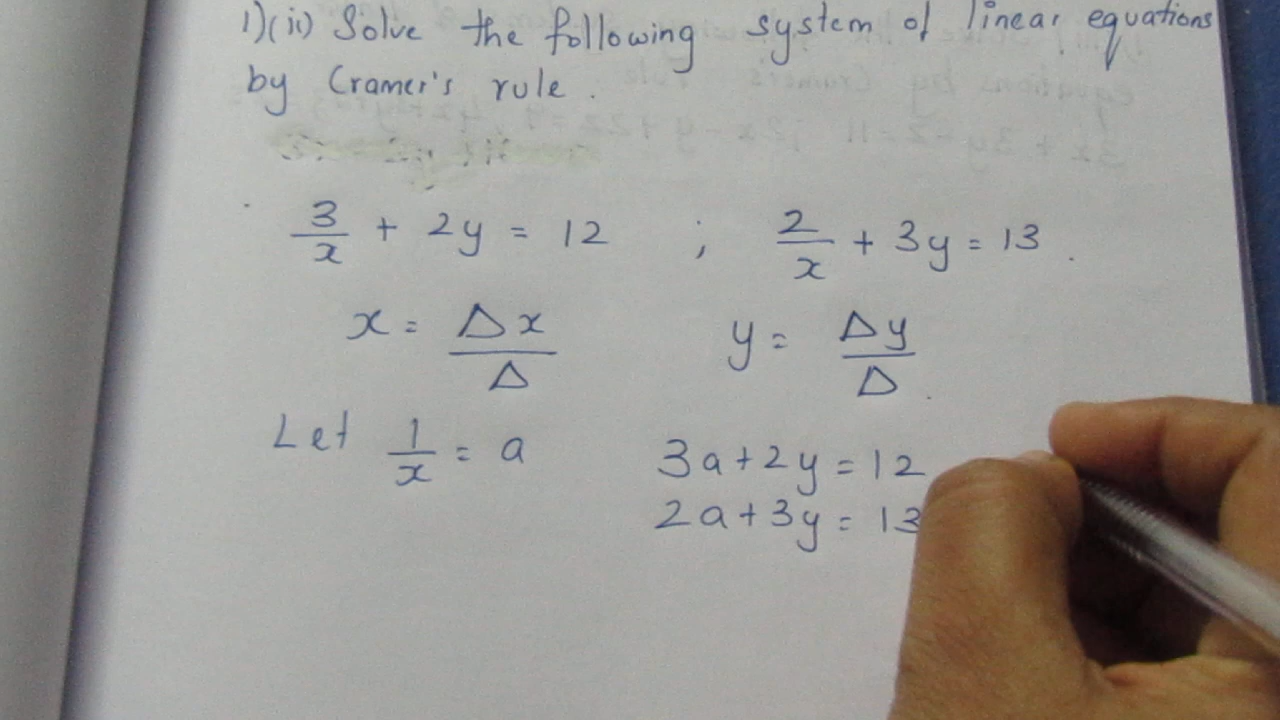 1)(ii) Solve the following system of linear equations
by Cramer's rule.
3/x + 2y = 12 ; 2/x + 3y = 13.
x = Δx/Δ y = Δy/Δ.
Let 1/x = a 3a+2y = 12
2a+3y = 13